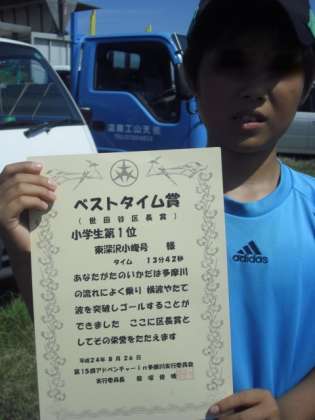 ベストタイム賞
(世田谷区長賞)
小学生第1位
東深沢小峰号 様
タイム 13分42秒
あなたがたのいかだは多摩川
の流れによく乗り 横波やたて
波を突破しゴールすることが
できました ここに区長賞と
してその栄誉をたたえます
平成24年8月26日
第15回アドベンチャーin多摩川実行委員会
実行委員長
adidas